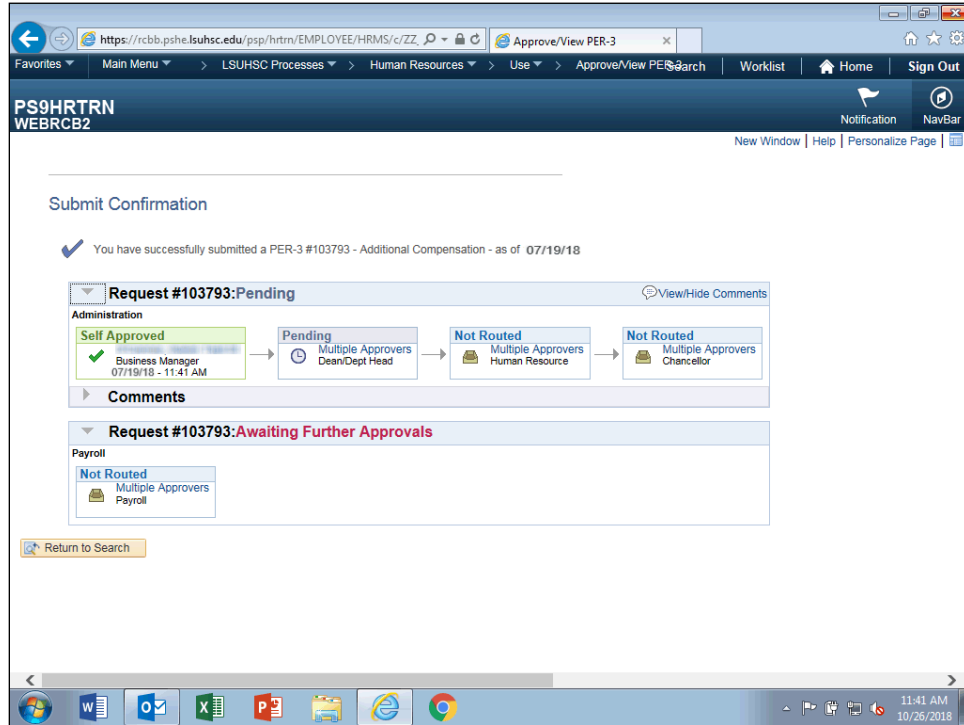 https://rcbb.pshe.lsuhsc.edu/psp/hrtrn/EMPLOYEE/HRMS/c/ZZ_
Approve/View PER-3
Favorites Main Menu > LSUHSC Processes > Human Resources > Use > Approve/View PER-3 Search Worklist Home Sign Out
PS9HRTRN
WEBRCB2
Notification NavBar
New Window | Help | Personalize Page |
Submit Confirmation
You have successfully submitted a PER-3 #103793 - Additional Compensation - as of 07/19/18
Request #103793:Pending View/Hide Comments
Administration
Self Approved
Business Manager
07/19/18 - 11:41 AM
Pending
Multiple Approvers
Dean/Dept Head
Not Routed
Multiple Approvers
Human Resource
Not Routed
Multiple Approvers
Chancellor
Comments
Request #103793:Awaiting Further Approvals
Payroll
Not Routed
Multiple Approvers
Payroll
Return to Search
11:41 AM
10/26/2018